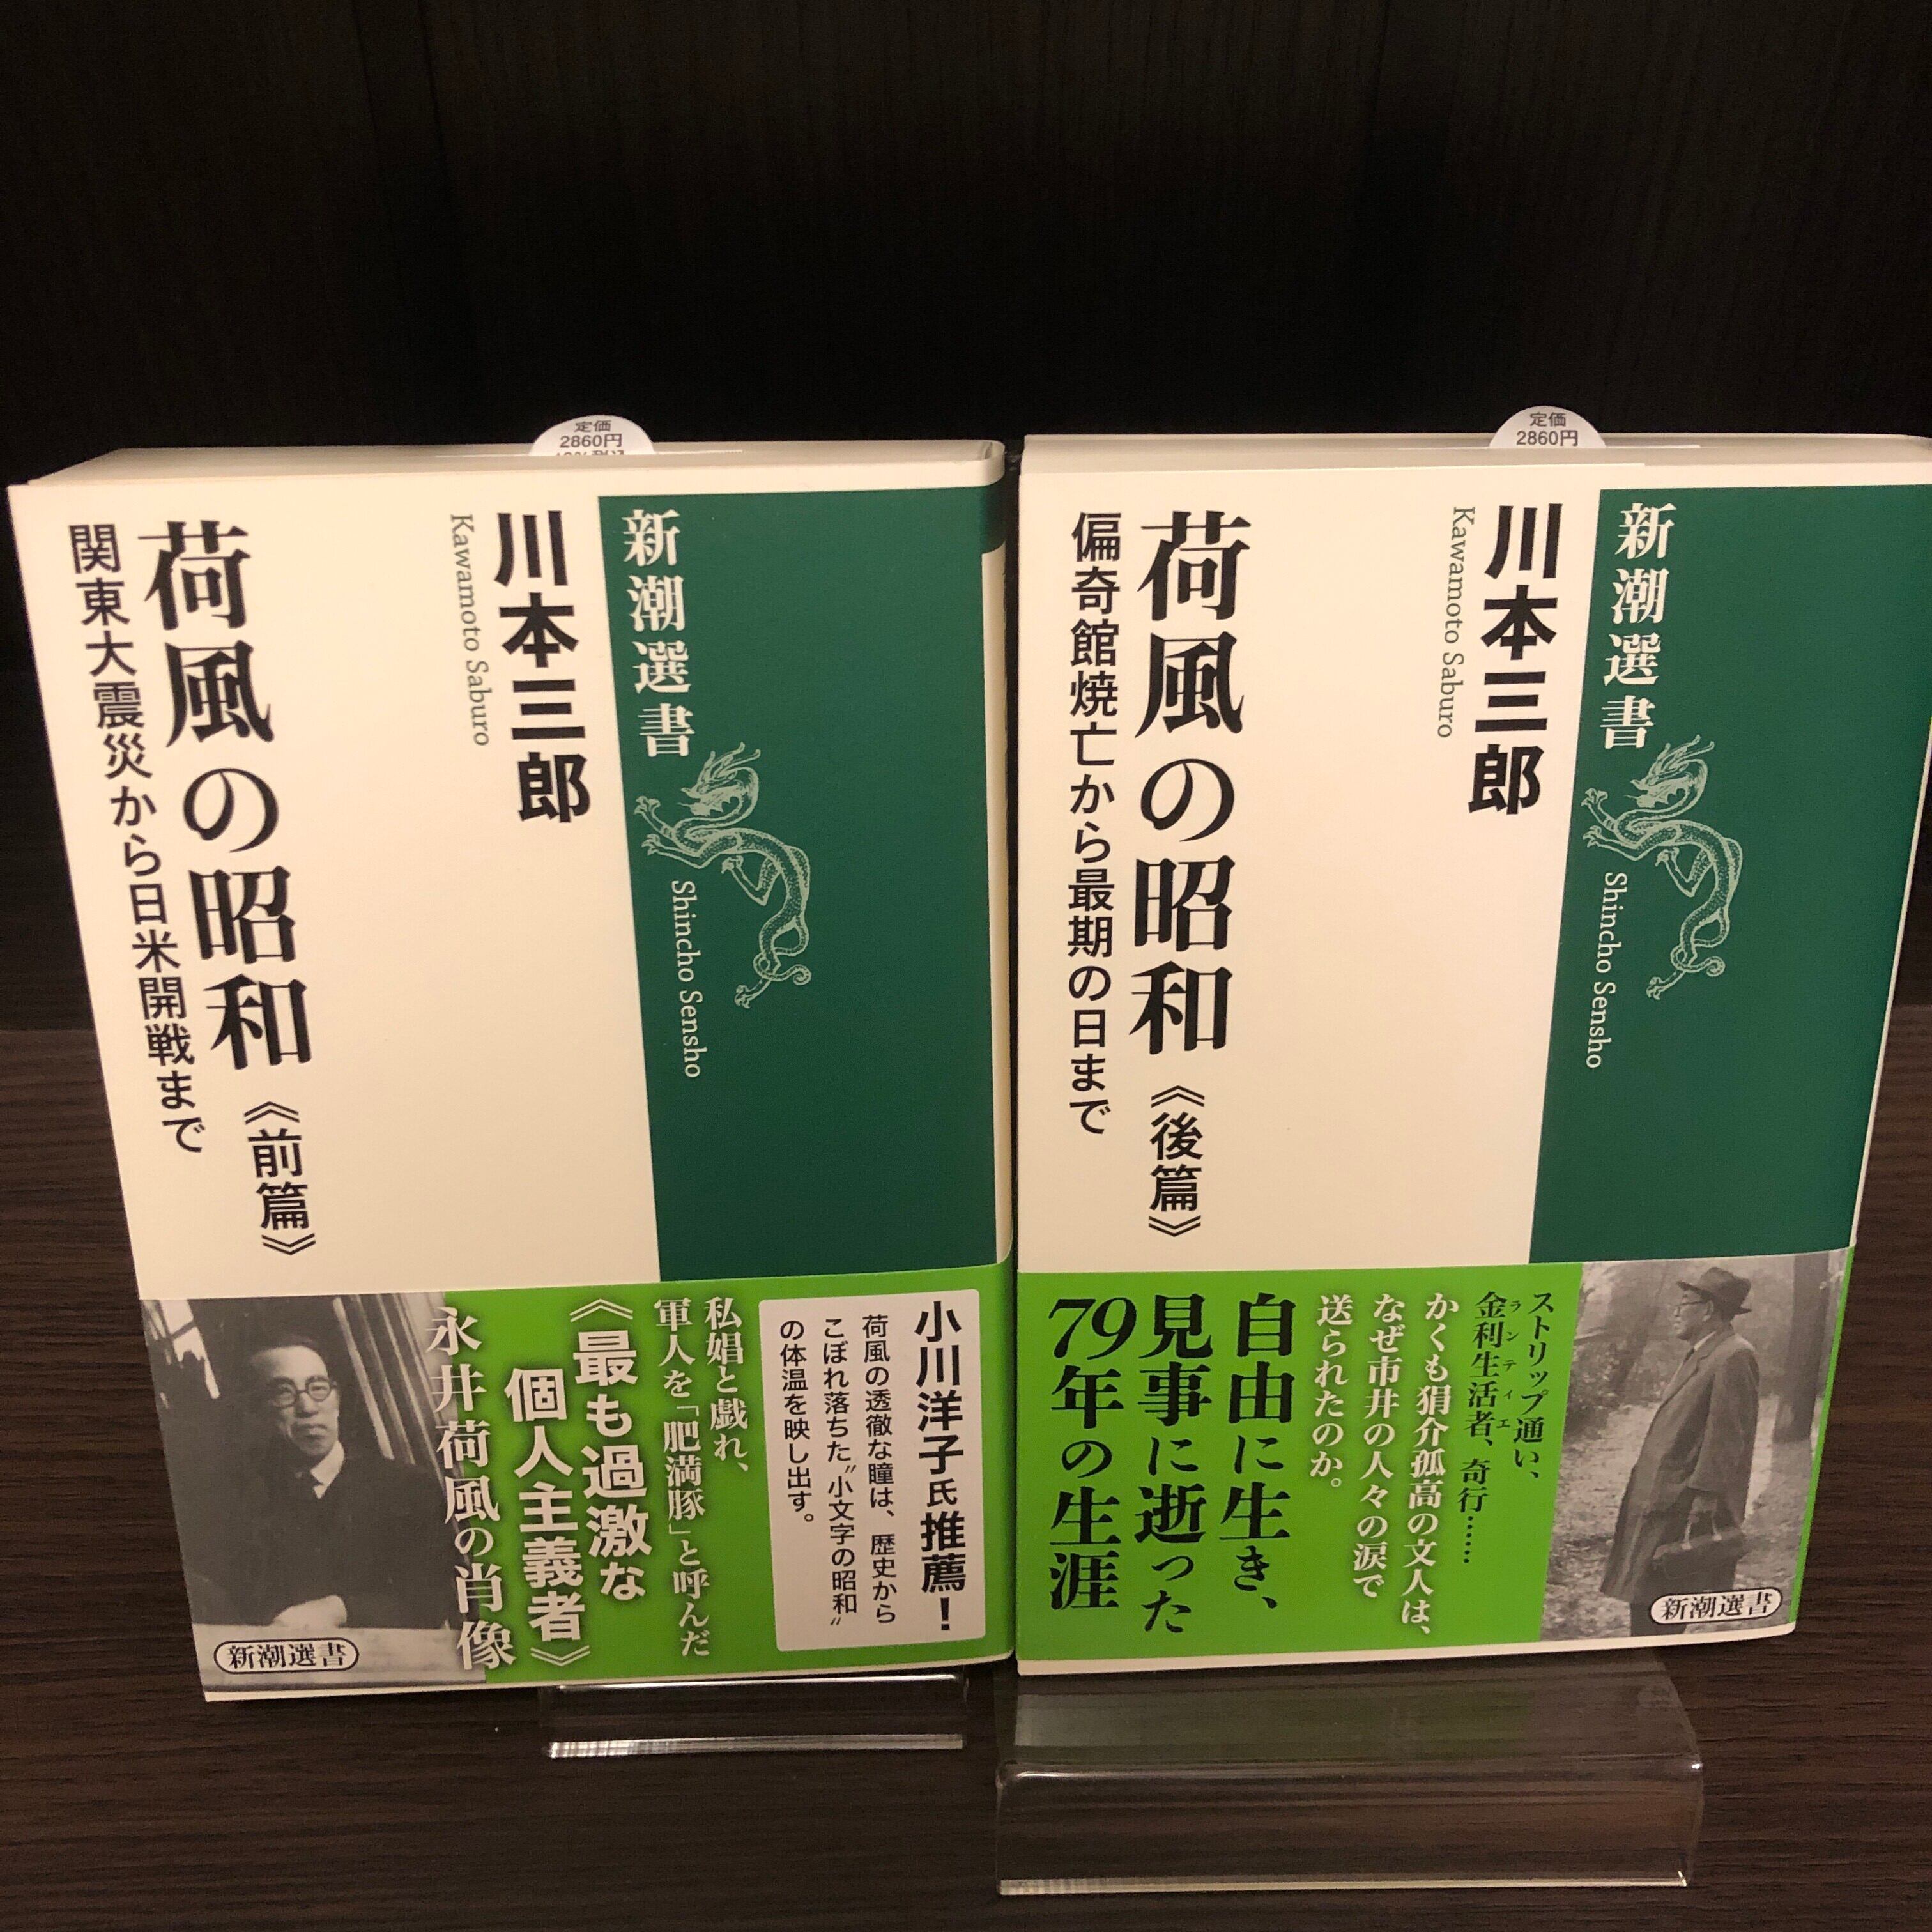 定価
2860円
新潮選書
Shincho Sensho
川本三郎
Kawamoto Saburo
荷風の昭和
《前篇》
関東大震災から日米開戦まで
小川洋子氏推薦！
荷風の透徹な瞳は、歴史から
こぼれ落ちた〝小文字の昭和〟
の体温を映し出す。
私娼と戯れ、
軍人を「肥満豚」と呼んだ
《最も過激な
個人主義者》
永井荷風の肖像
新潮選書
定価
2860円
新潮選書
Shincho Sensho
川本三郎
Kawamoto Saburo
荷風の昭和
《後篇》
偏奇館焼亡から最期の日まで
ストリップ通い、
金利生活者、奇行……
ランティエ
かくも狷介孤高の文人は、
なぜ市井の人々の涙で
送られたのか。
自由に生き、
見事に逝った
79年の生涯
新潮選書